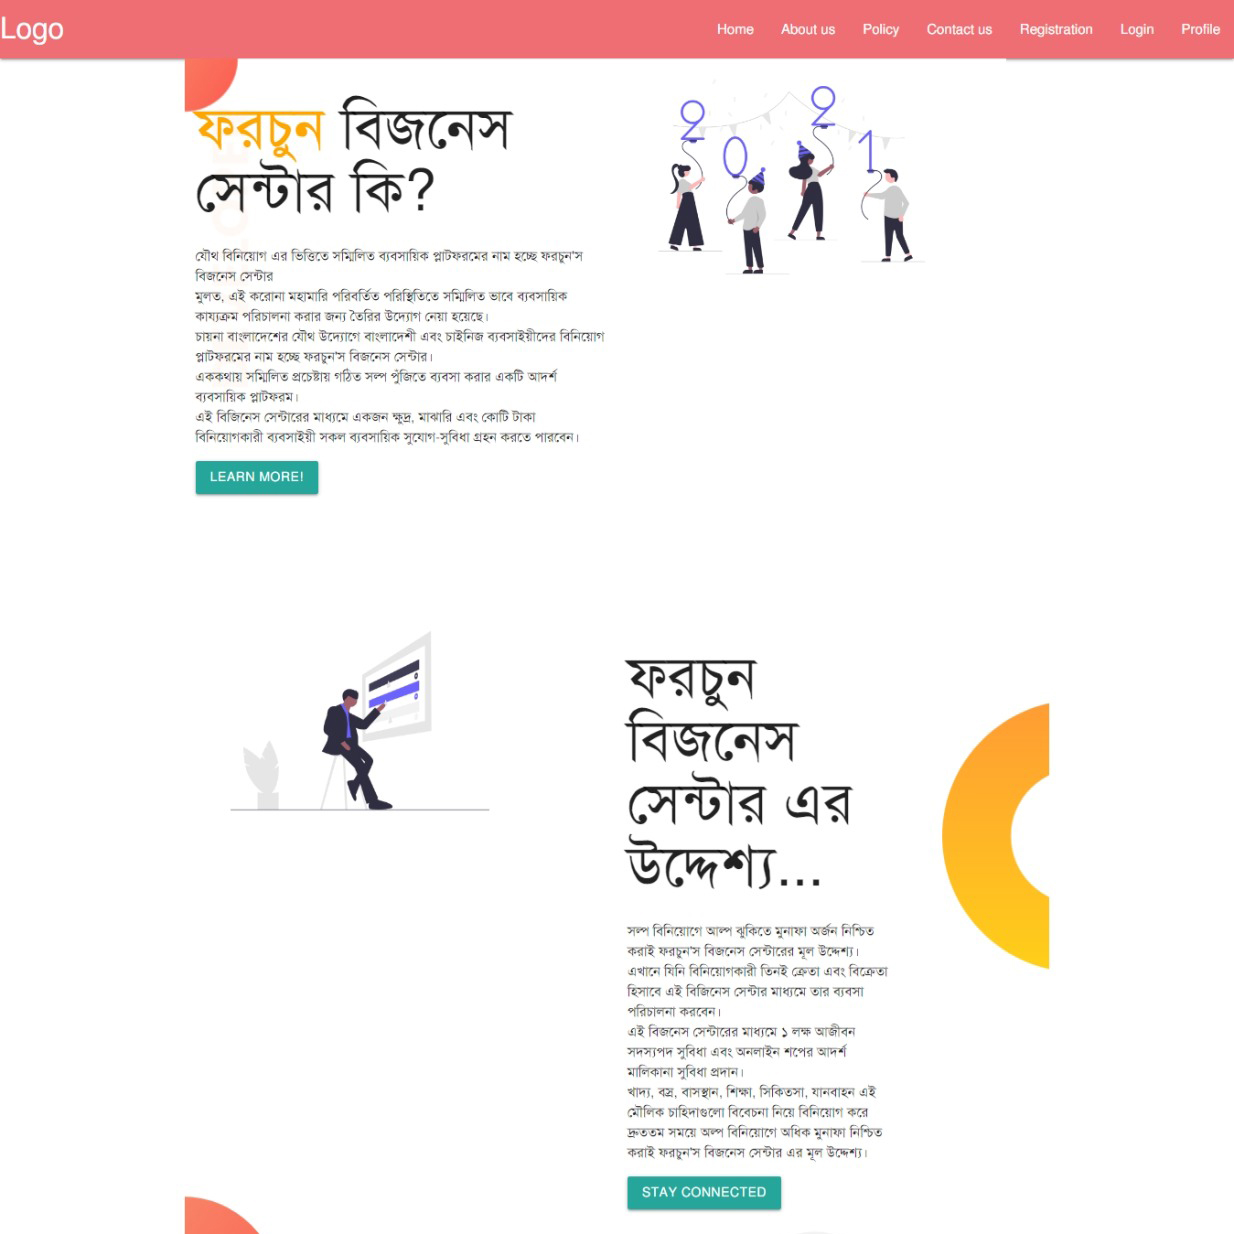 Logo
Home About us Policy Contact us Registration Login Profile
ফরচুন বিজনেস
সেন্টার কি?
যৌথ বিনিয়োগ এর ভিত্তিতে সম্মিলিত ব্যবসায়িক প্লাটফরমের নাম হচ্ছে ফরচুন'স
বিজনেস সেন্টার
মুলত, এই করোনা মহামারি পরিবর্তিত পরিস্থিতিতে সম্মিলিত ভাবে ব্যবসায়িক
কায্যক্রম পরিচালনা করার জন্য তৈরির উদ্যোগ নেয়া হয়েছে।
চায়না বাংলাদেশের যৌথ উদ্যোগে বাংলাদেশী এবং চাইনিজ ব্যবসাইয়ীদের বিনিয়োগ
প্লাটফরমের নাম হচ্ছে ফরচুন'স বিজনেস সেন্টার।
এককথায় সম্মিলিত প্রচেষ্টায় গঠিত সল্প পুঁজিতে ব্যবসা করার একটি আদর্শ
ব্যবসায়িক প্লাটফরম।
এই বিজিনেস সেন্টারের মাধ্যমে একজন ক্ষুদ্র, মাঝারি এবং কোটি টাকা
বিনিয়োগকারী ব্যবসাইয়ী সকল ব্যবসায়িক সুযোগ-সুবিধা গ্রহন করতে পারবেন।
LEARN MORE!
2021
ফরচুন
বিজনেস
সেন্টার এর
উদ্দেশ্য...
সল্প বিনিয়োগে আল্প ঝুকিতে মুনাফা অর্জন নিশ্চিত
করাই ফরচুন'স বিজনেস সেন্টারের মূল উদ্দেশ্য।
এখানে যিনি বিনিয়োগকারী তিনই ক্রেতা এবং বিক্রেতা
হিসাবে এই বিজিনেস সেন্টার মাধ্যমে তার ব্যবসা
পরিচালনা করবেন।
এই বিজনেস সেন্টারের মাধ্যমে ১ লক্ষ আজীবন
সদস্যপদ সুবিধা এবং অনলাইন শপের আদর্শ
মালিকানা সুবিধা প্রদান।
খাদ্য, বস্র, বাসস্থান, শিক্ষা, সিকিতসা, যানবাহন এই
মৌলিক চাহিদাগুলো বিবেচনা নিয়ে বিনিয়োগ করে
দ্রুততম সময়ে অল্প বিনিয়োগে অধিক মুনাফা নিশ্চিত
করাই ফরচুন'স বিজনেস সেন্টার এর মূল উদ্দেশ্য।
STAY CONNECTED